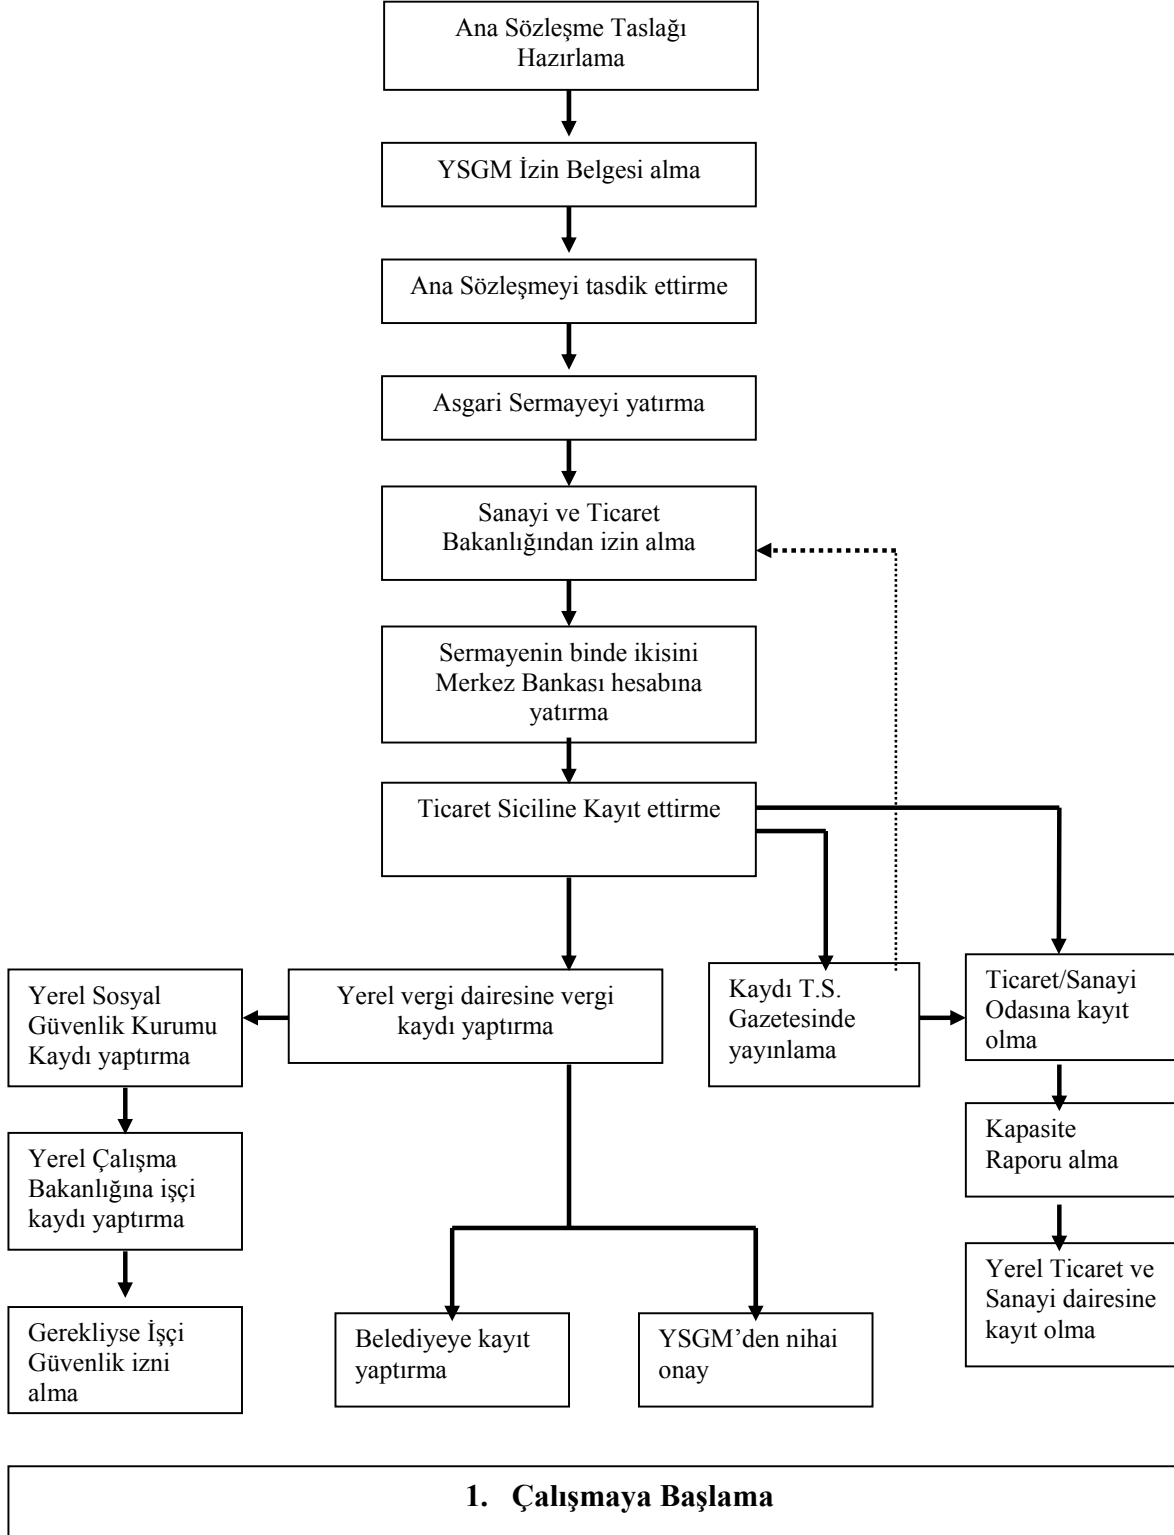 Ana Sözleşme Taslağı
Hazırlama
YSGM İzin Belgesi alma
Ana Sözleşmeyi tasdik ettirme
Asgari Sermayeyi yatırma
Sanayi ve Ticaret
Bakanlığından izin alma
Sermayenin binde ikisini
Merkez Bankası hesabına
yatırma
Ticaret Siciline Kayıt ettirme
Yerel Sosyal
Güvenlik Kurumu
Kaydı yaptırma
Yerel vergi dairesine vergi
kaydı yaptırma
Kaydı T.S.
Gazetesinde
yayınlama
Ticaret/Sanayi
Odasına kayıt
olma
Yerel Çalışma
Bakanlığına işçi
kaydı yaptırma
Kapasite
Raporu alma
Gerekliyse İşçi
Güvenlik izni
alma
Belediyeye kayıt
yaptırma
YSGM’den nihai
onay
Yerel Ticaret ve
Sanayi dairesine
kayıt olma
1. Çalışmaya Başlama